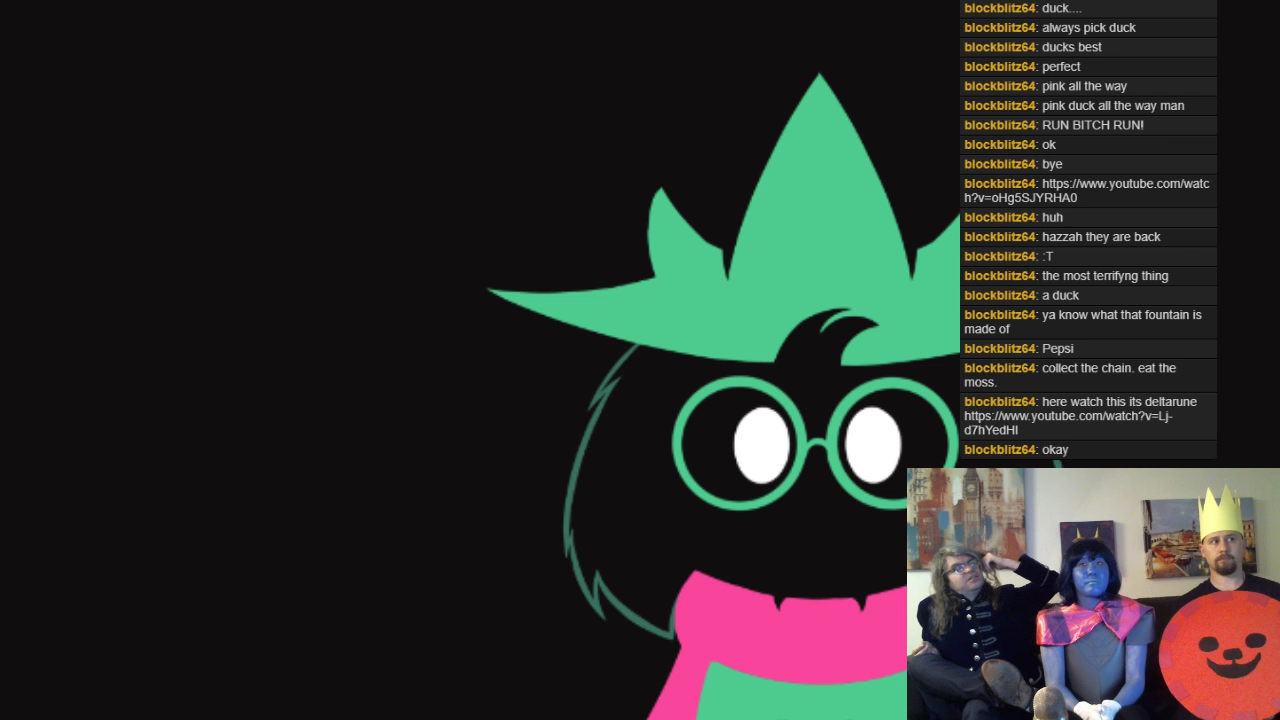 blockblitz64: duck....
blockblitz64: always pick duck
blockblitz64: ducks best
blockblitz64: perfect
blockblitz64: pink all the way
blockblitz64: pink duck all the way man
blockblitz64: RUN BITCH RUN!
blockblitz64: ok
blockblitz64: bye
blockblitz64: https://www.youtube.com/watc
h?v=oHg5SJYRHA0
blockblitz64: huh
blockblitz64: hazzah they are back
blockblitz64: :T
blockblitz64: the most terrifyng thing
blockblitz64: a duck
blockblitz64: ya know what that fountain is
made of
blockblitz64: Pepsi
blockblitz64: collect the chain. eat the
moss.
blockblitz64: here watch this its deltarune
https://www.youtube.com/watch?v=Lj-
d7hYedHI
blockblitz64: okay